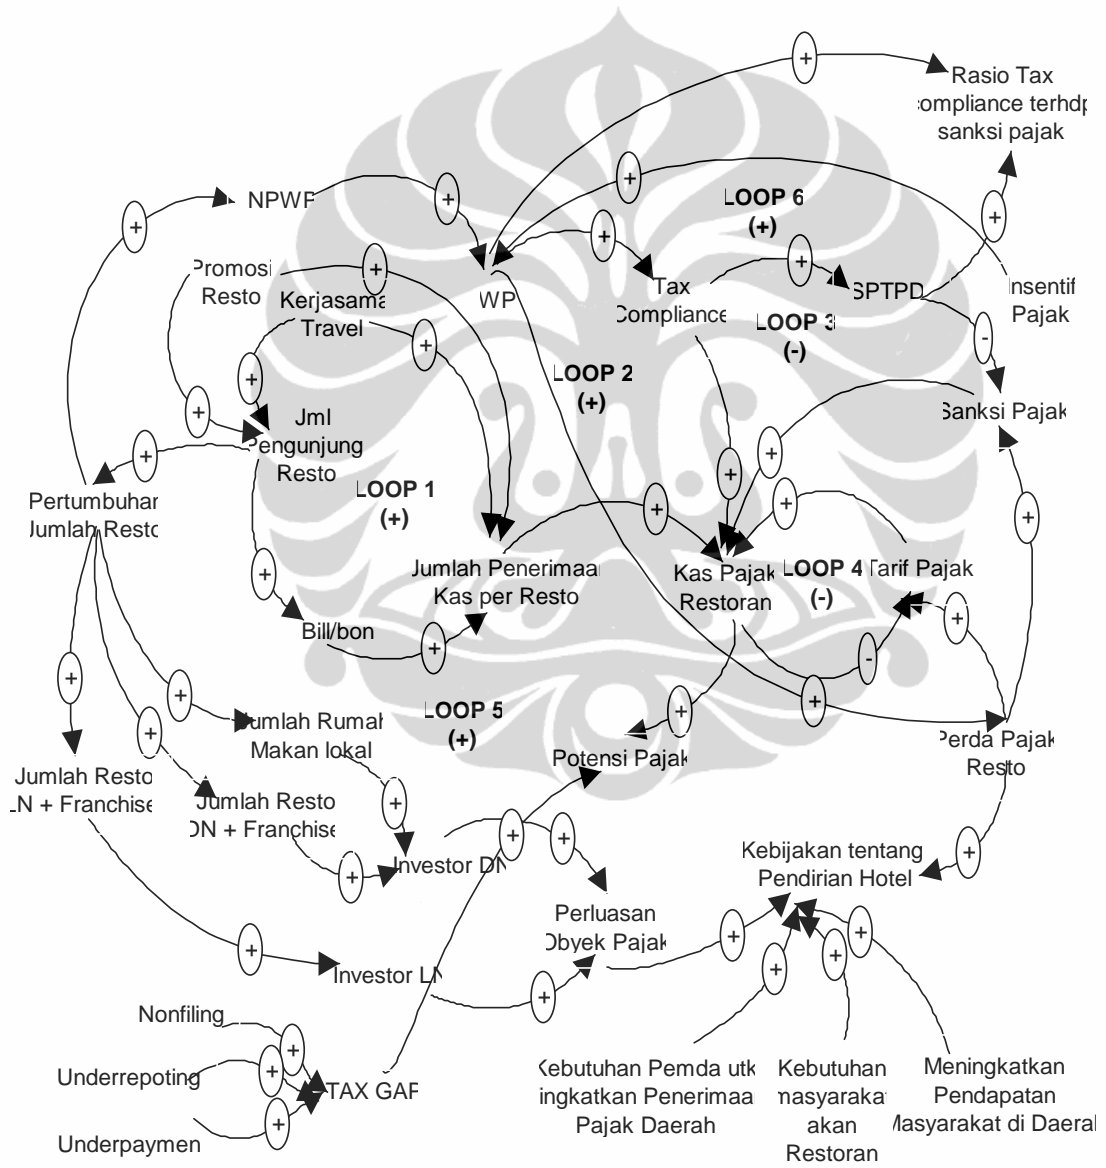 +
Rasio Tax
compliance terhdp
sanksi pajak
+
LOOP 6
(+)
+
NPWP
+
+
+
+
+
Promosi
Resto
+
Kerjasama
Travel
WP
Tax
Compliance
SPTPD
Insentif
Pajak
LOOP 3
(-)
-
+
+
LOOP 2
(+)
+
Sanksi Pajak
Jml
Pengunjung
Resto
+
+
LOOP 1
(+)
+
+
+
+
Pertumbuhan
Jumlah Resto
+
Jumlah Penerimaan
Kas per Resto
Kas Pajak
Restoran
LOOP 4
(-)
Tarif Pajak
+
Bill/bon
+
-
+
+
+
+
LOOP 5
(+)
+
+
Jumlah Rumah
Makan lokal
Potensi Pajak
Perda Pajak
Resto
Jumlah Resto
LN + Franchise
Jumlah Resto
DN + Franchise
+
+
+
+
+
Investor DN
Kebijakan tentang
Pendirian Hotel
Perluasan
Obyek Pajak
+
+
+
+
+
Investor LN
+
Nonfiling
+
Underrepoting
+
TAX GAP
+
Underpaymen
Kebutuhan Pemda utk
ingkatkan Penerimaa
Pajak Daerah
Kebutuhan
masyarakat
akan
Restoran
Meningkatkan
Pendapatan
Masyarakat di Daerah